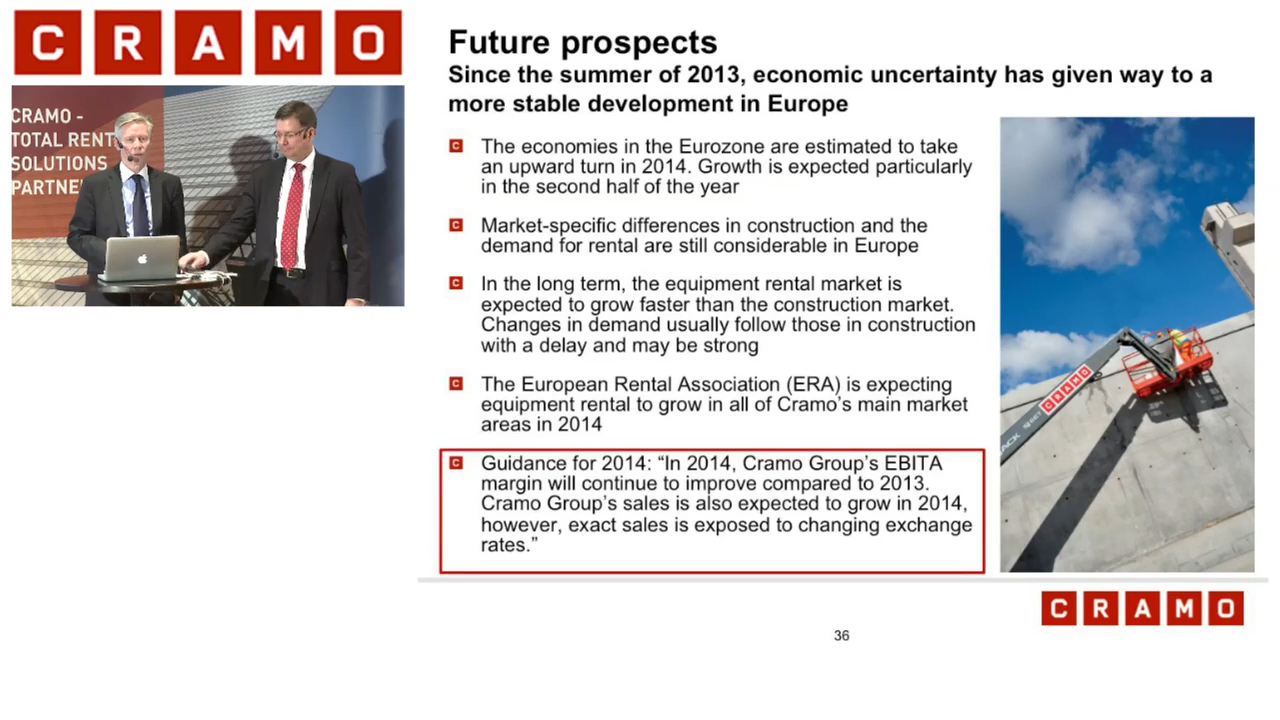 CRAMO
CRAMO -
TOTAL RENT
SOLUTIONS
PARTNE
Future prospects
Since the summer of 2013, economic uncertainty has given way to a
more stable development in Europe
The economies in the Eurozone are estimated to take
an upward turn in 2014. Growth is expected particularly
in the second half of the year
Market-specific differences in construction and the
demand for rental are still considerable in Europe
In the long term, the equipment rental market is
expected to grow faster than the construction market.
Changes in demand usually follow those in construction
with a delay and may be strong
The European Rental Association (ERA) is expecting
equipment rental to grow in all of Cramo’s main market
areas in 2014
Guidance for 2014: “In 2014, Cramo Group’s EBITA
margin will continue to improve compared to 2013.
Cramo Group’s sales is also expected to grow in 2014,
however, exact sales is exposed to changing exchange
rates.”
CRAMO
CRAMO
36